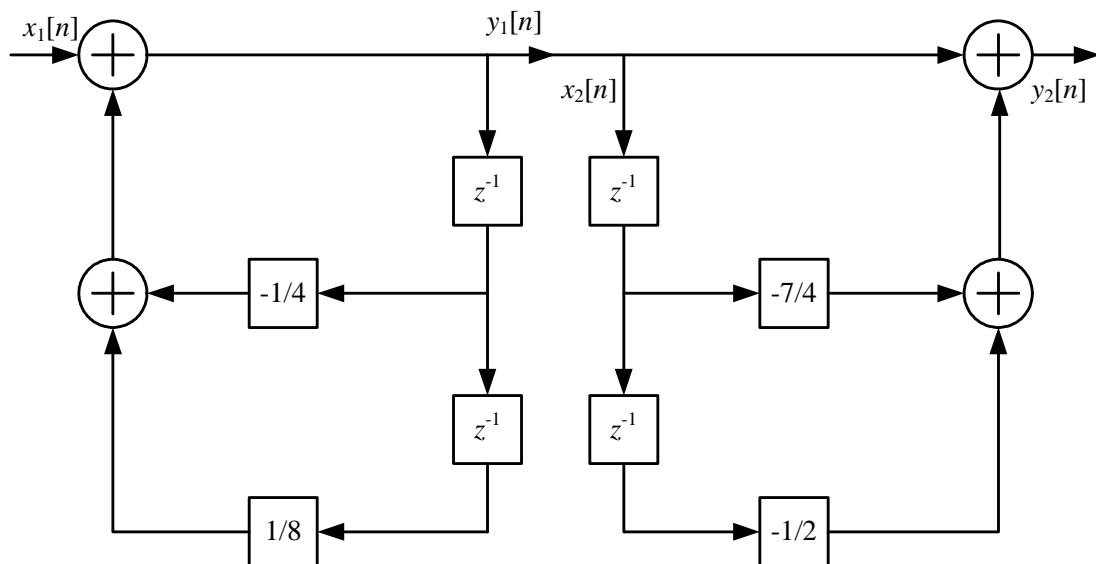 x₁[n]
y₁[n]
x₂[n]
y₂[n]
z⁻¹
z⁻¹
-1/4
-7/4
z⁻¹
z⁻¹
1/8
-1/2